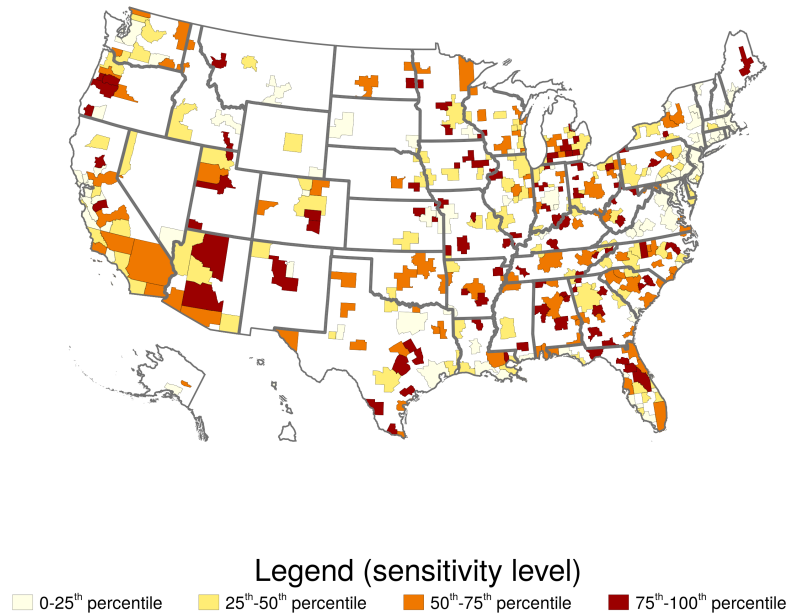 Legend (sensitivity level)
0-25th percentile 25th-50th percentile 50th-75th percentile 75th-100th percentile